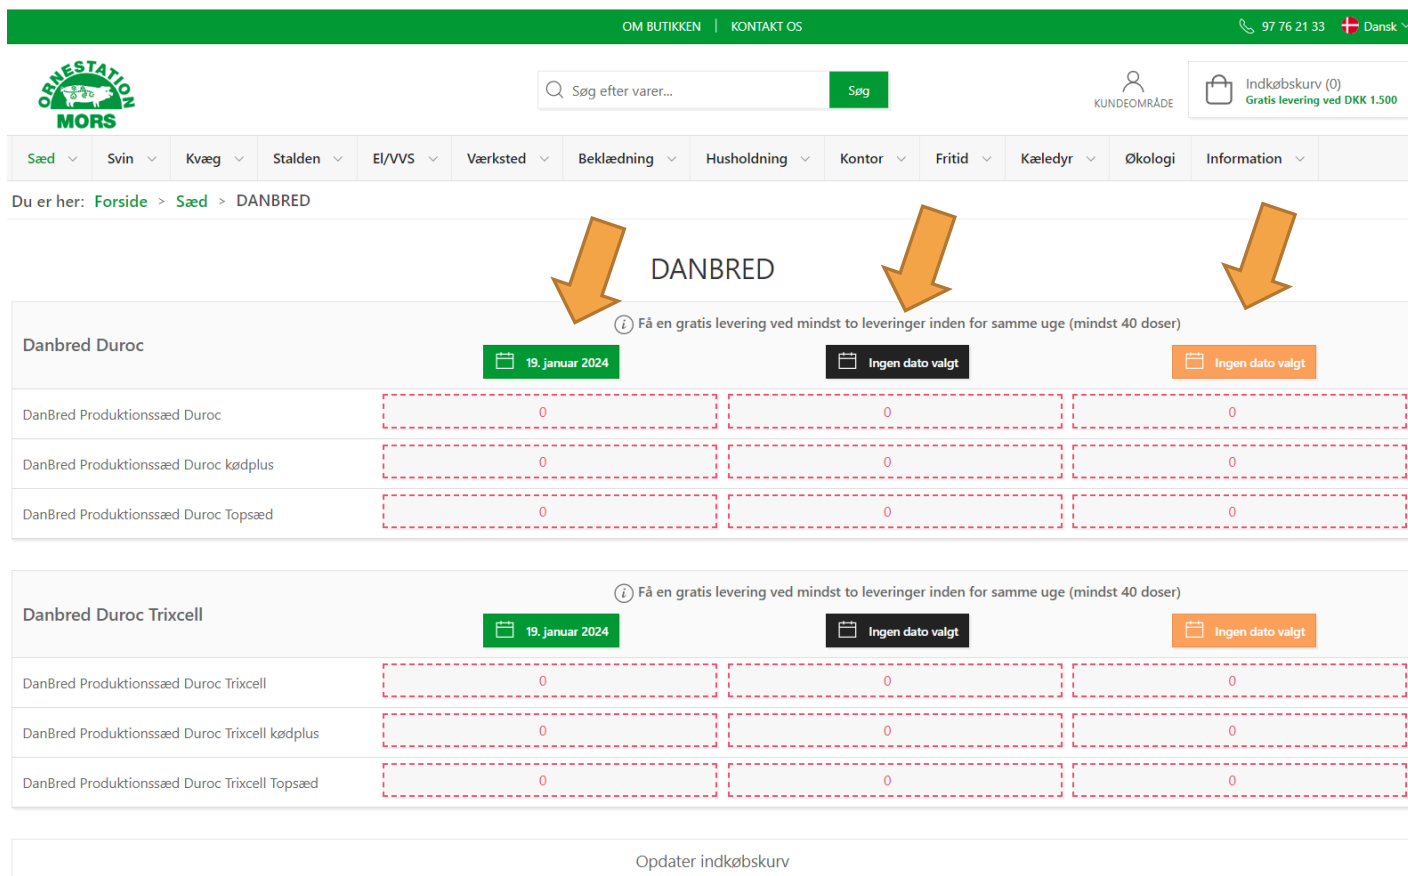 OM BUTIKKEN | KONTAKT OS
97 76 21 33
Dansk
ORNESTATION
MORS
Søg efter varer...
Søg
KUNDEOMRÅDE
Indkøbskurv (0)
Gratis levering ved DKK 1.500
Sæd Svin Kvæg Stalden El/VVS Værksted Beklædning Husholdning Kontor Fritid Kæledyr Økologi Information
Du er her: Forside > Sæd > DANBRED
DANBRED
Danbred Duroc
Få en gratis levering ved mindst to leveringer inden for samme uge (mindst 40 doser)
19. januar 2024 Ingen dato valgt Ingen dato valgt
DanBred Produktionssæd Duroc 0 0 0
DanBred Produktionssæd Duroc kødplus 0 0 0
DanBred Produktionssæd Duroc Topsæd 0 0 0
Danbred Duroc Trixcell
Få en gratis levering ved mindst to leveringer inden for samme uge (mindst 40 doser)
19. januar 2024 Ingen dato valgt Ingen dato valgt
DanBred Produktionssæd Duroc Trixcell 0 0 0
DanBred Produktionssæd Duroc Trixcell kødplus 0 0 0
DanBred Produktionssæd Duroc Trixcell Topsæd 0 0 0
Opdater indkøbskurv